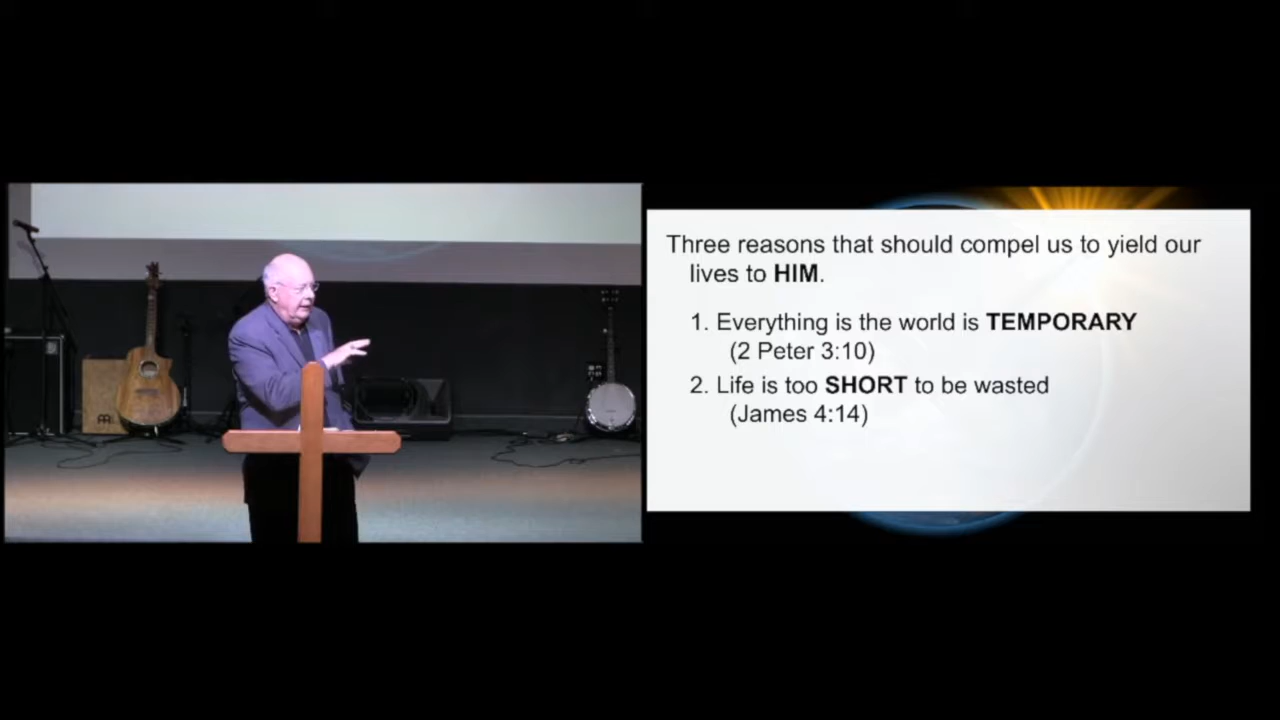 Three reasons that should compel us to yield our
lives to HIM.
1. Everything is the world is TEMPORARY
(2 Peter 3:10)
2. Life is too SHORT to be wasted
(James 4:14)